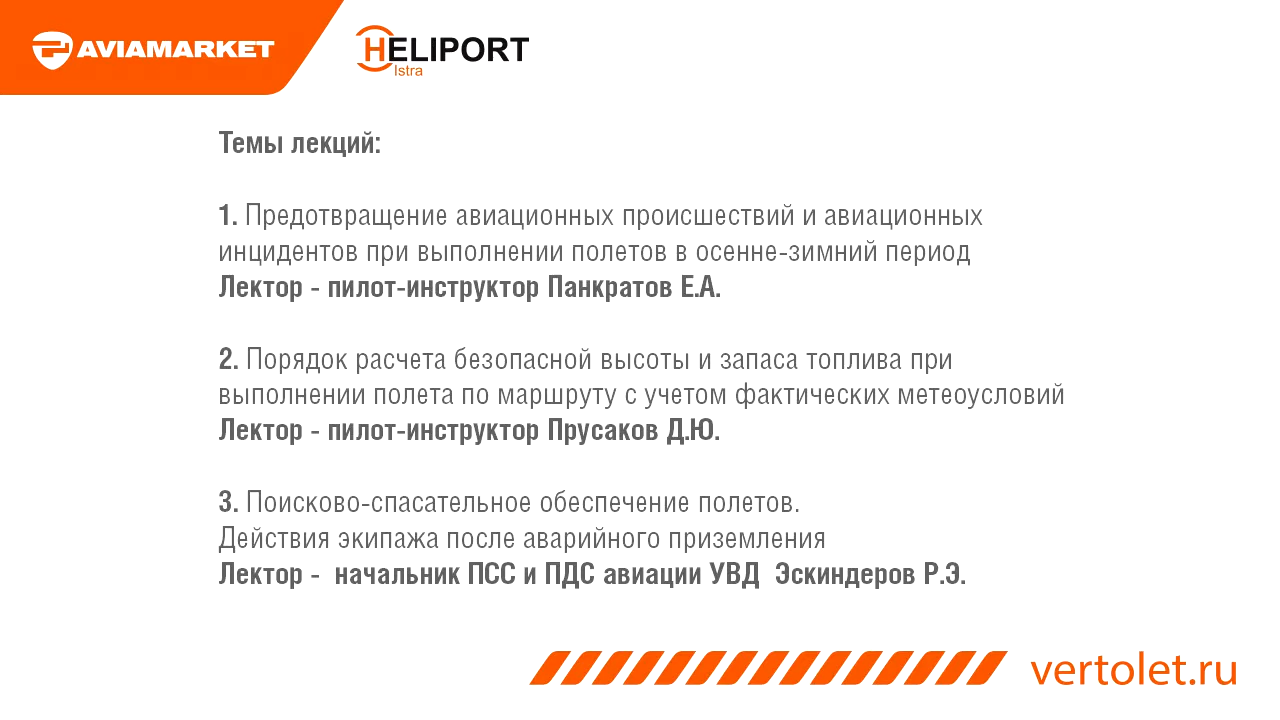 AVIAMARKET
HELIPORT
Istra
Темы лекций:
1. Предотвращение авиационных происшествий и авиационных
инцидентов при выполнении полетов в осенне-зимний период
Лектор - пилот-инструктор Панкратов Е.А.
2. Порядок расчета безопасной высоты и запаса топлива при
выполнении полета по маршруту с учетом фактических метеоусловий
Лектор - пилот-инструктор Прусаков Д.Ю.
3. Поисково-спасательное обеспечение полетов.
Действия экипажа после аварийного приземления
Лектор - начальник ПСС и ПДС авиации УВД Эскиндеров Р.Э.
vertolet.ru